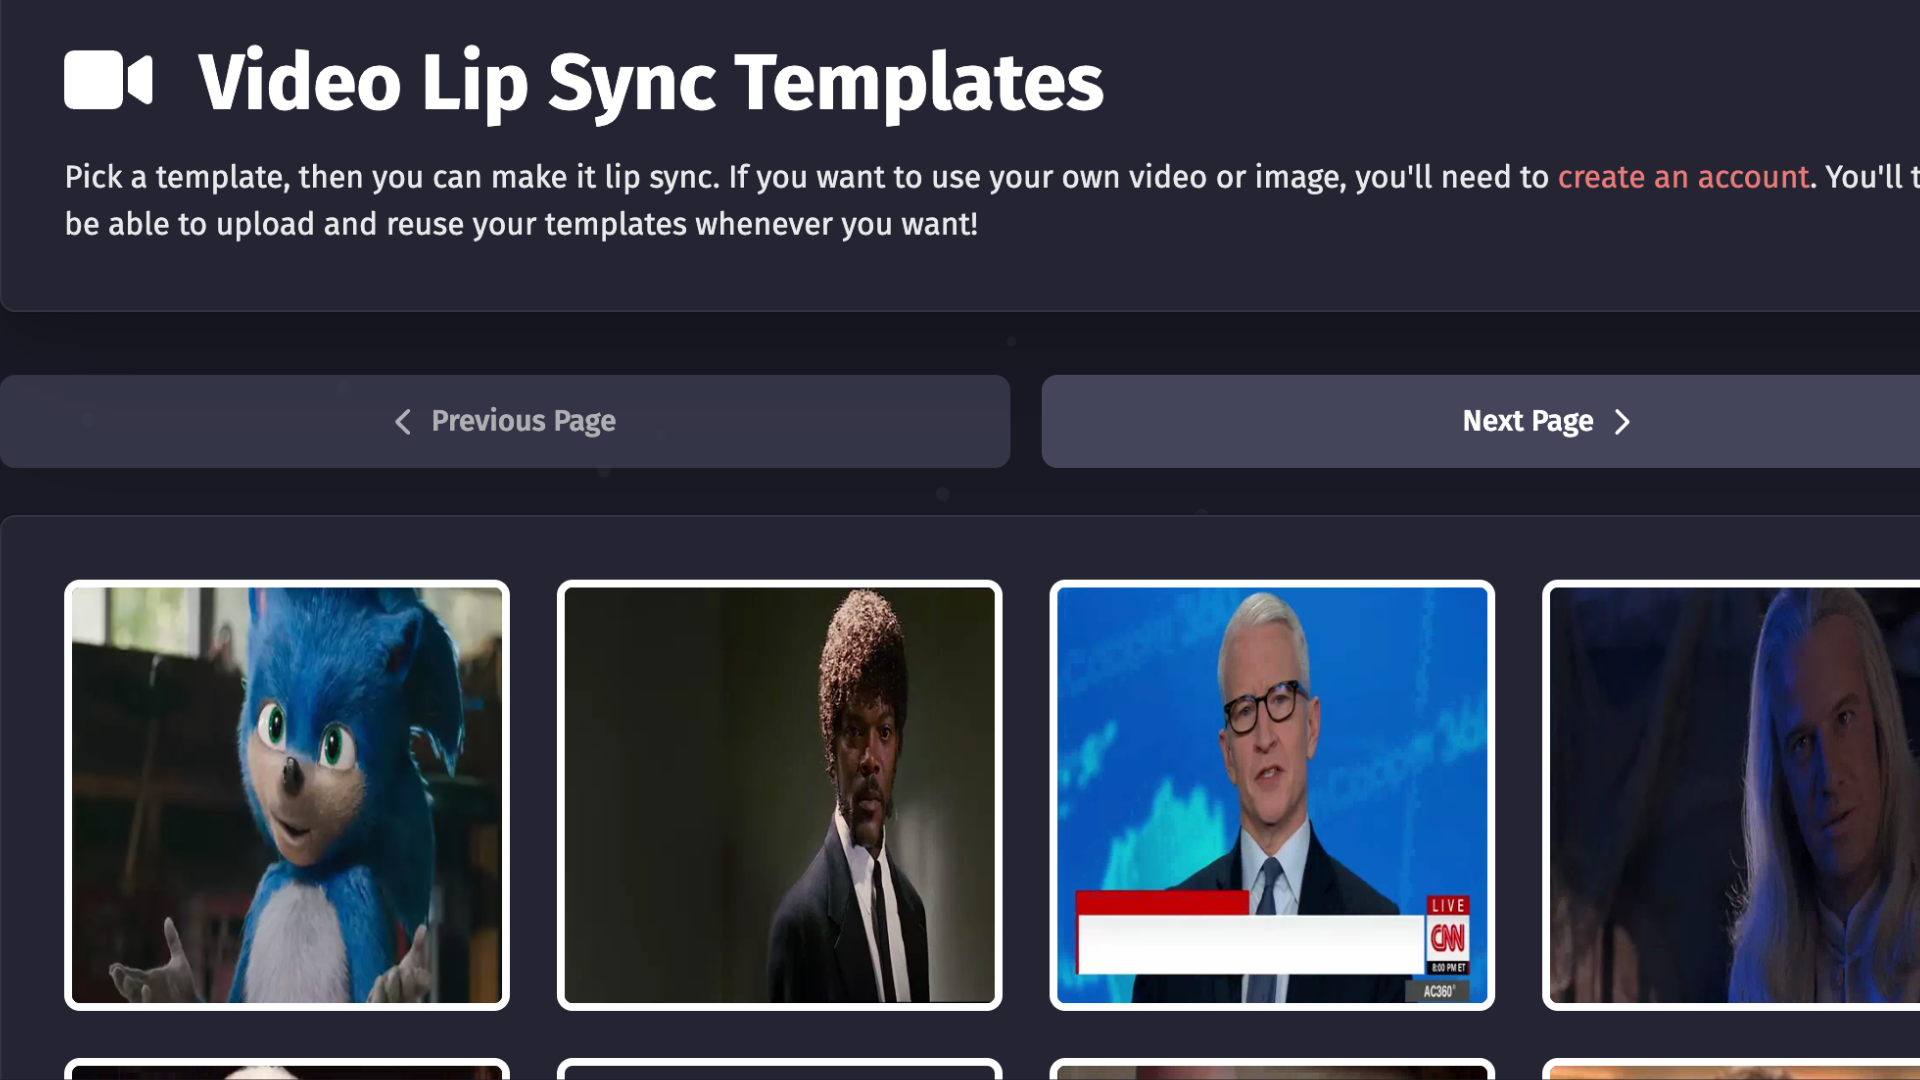 Video Lip Sync Templates
Pick a template, then you can make it lip sync. If you want to use your own video or image, you'll need to create an account. You'll t
be able to upload and reuse your templates whenever you want!
Previous Page
Next Page
LIVE
CNN
8:00 PM ET
AC360°